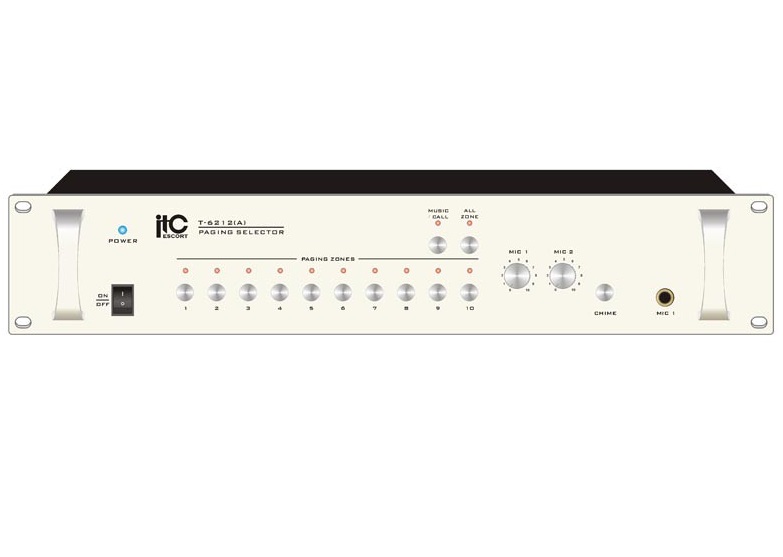 MUSIC
/ CALL
ALL
ZONE
itC
ESCORT
T-6212(A)
PAGING SELECTOR
POWER
PAGING ZONES
MIC 1
MIC 2
ON
OFF
1 2 3 4 5 6 7 8 9 10
CHIME
MIC 1